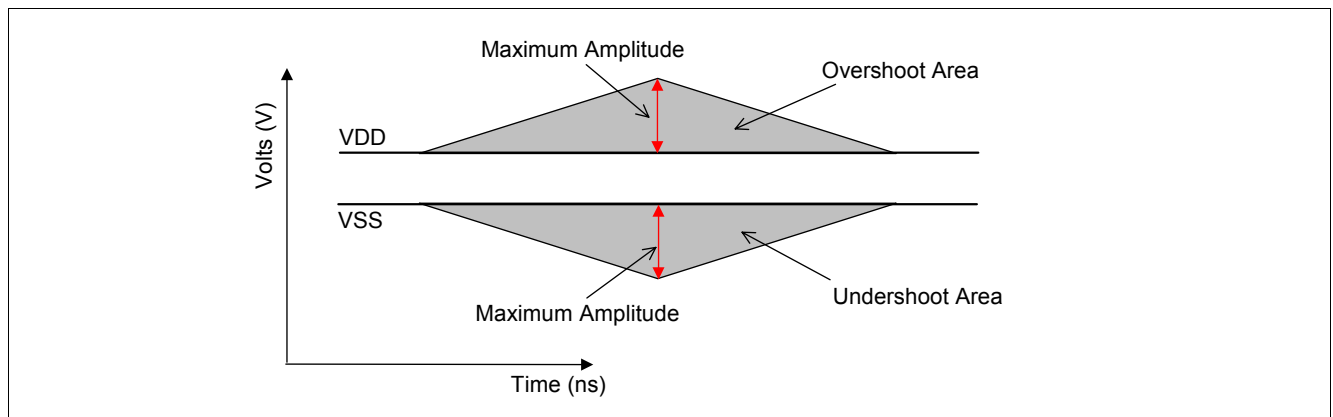 Maximum Amplitude
Overshoot Area
Volts (V)
VDD
VSS
Undershoot Area
Maximum Amplitude
Time (ns)